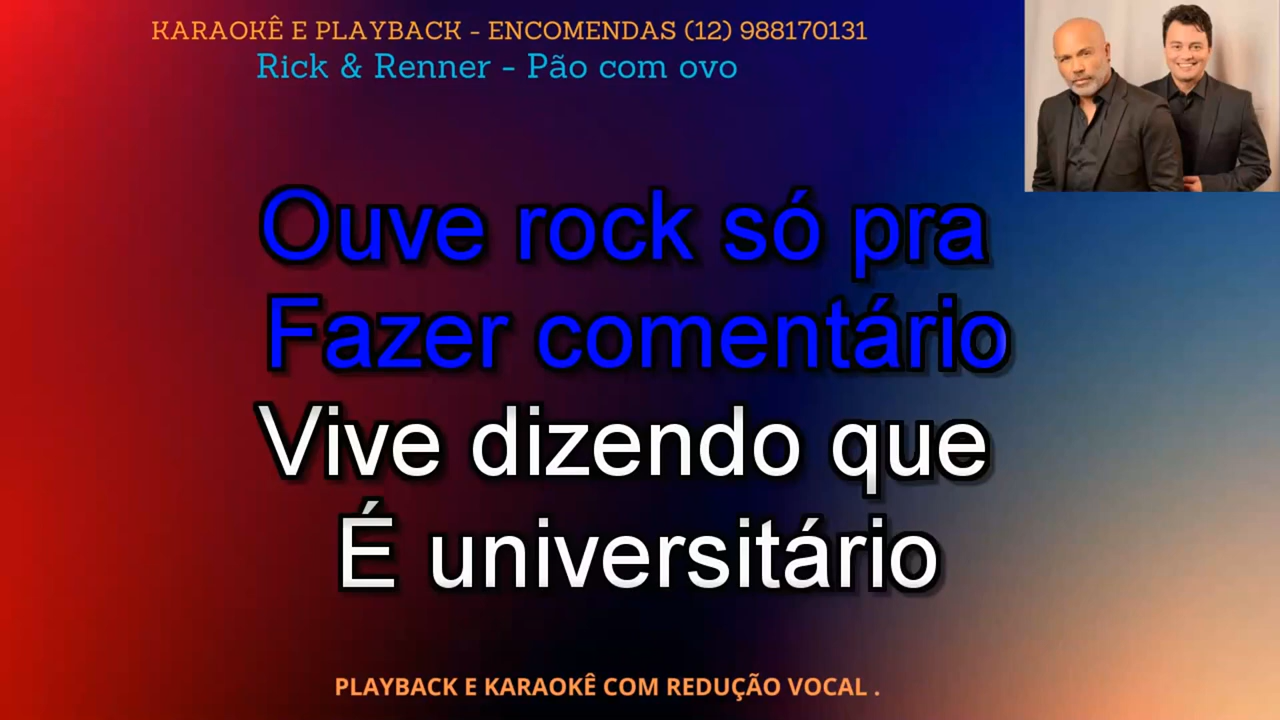 KARAOKÊ E PLAYBACK - ENCOMENDAS (12) 988170131
Rick & Renner - Pão com ovo
Ouve rock só pra
Fazer comentário
Vive dizendo que
É universitário
PLAYBACK E KARAOKÊ COM REDUÇÃO VOCAL .